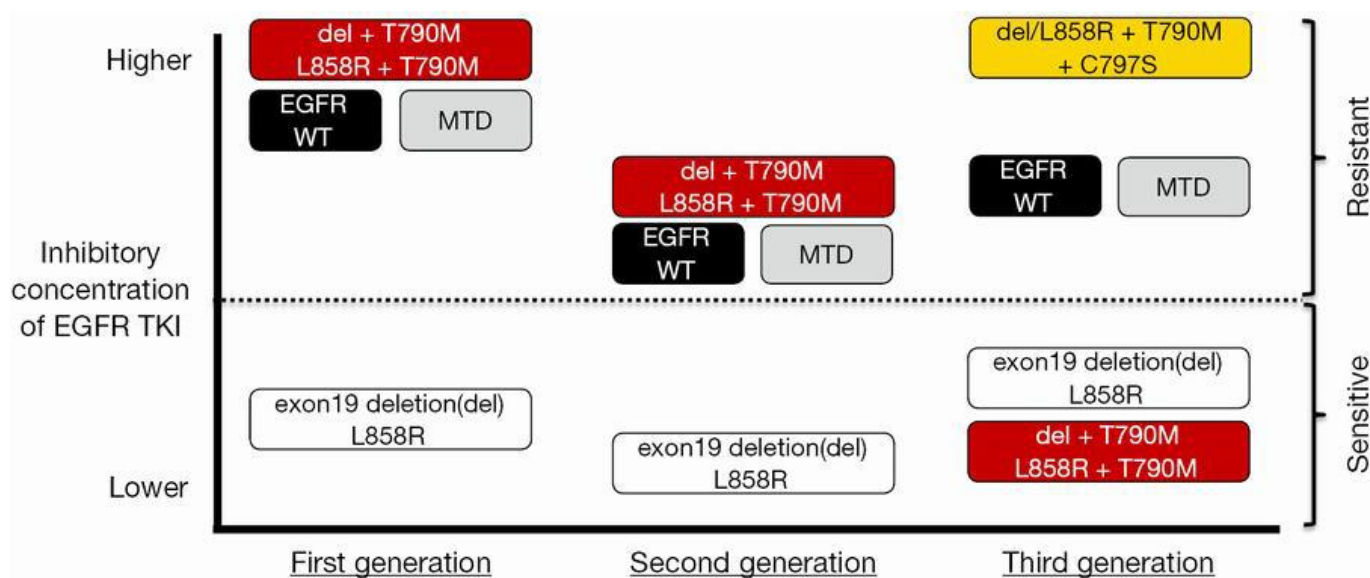 Higher
Inhibitory
concentration
of EGFR TKI
Lower
del + T790M
L858R + T790M
EGFR
WT
MTD
exon19 deletion(del)
L858R
First generation
del + T790M
L858R + T790M
EGFR
WT
MTD
exon19 deletion(del)
L858R
Second generation
del/L858R + T790M
+ C797S
EGFR
WT
MTD
exon19 deletion(del)
L858R
del + T790M
L858R + T790M
Third generation
Resistant
Sensitive